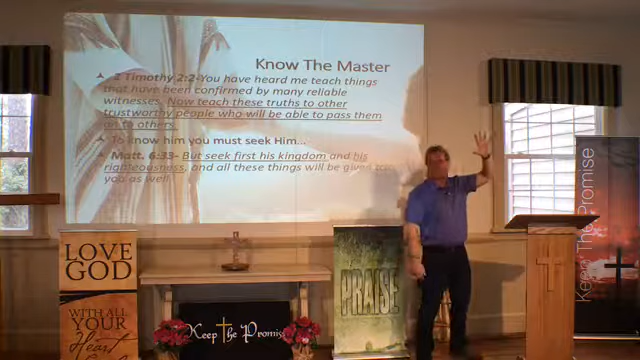 Know The Master
2 Timothy 2:2-You have heard me teach things
that have been confirmed by many reliable
witnesses. Now teach these truths to other
trustworthy people who will be able to pass them
on to others.
To know him you must seek Him...
Matt. 6:33- But seek first his kingdom and his
righteousness, and all these things will be given to
you as well
LOVE
GOD
WITH ALL
YOUR
Heart
PRAISE
Keep the Promise
Keep The Promise